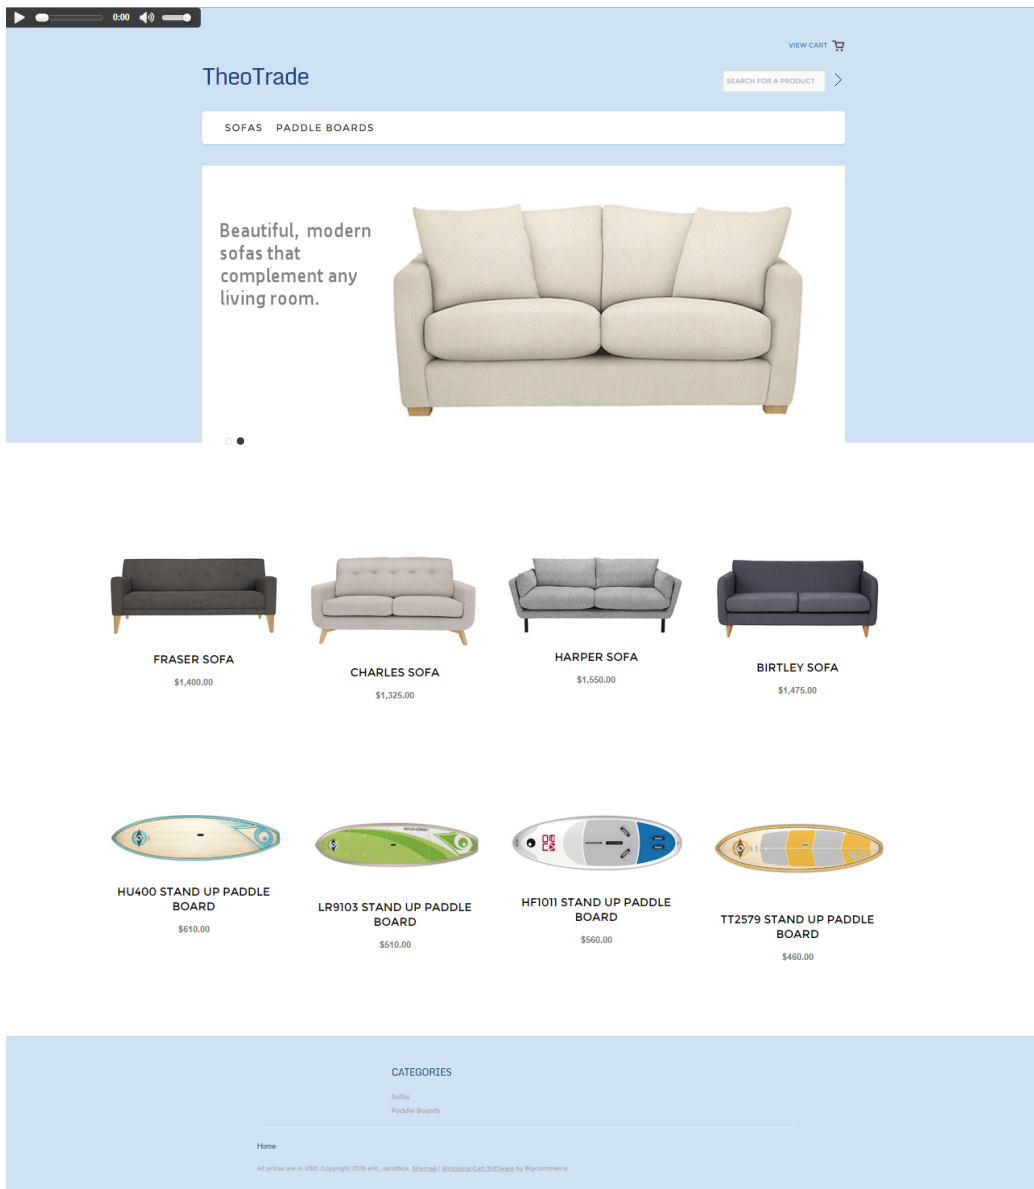 0:00
VIEW CART
TheoTrade
SEARCH FOR A PRODUCT
SOFAS PADDLE BOARDS
Beautiful, modern
sofas that
complement any
living room.
FRASER SOFA
$1,400.00
CHARLES SOFA
$1,325.00
HARPER SOFA
$1,550.00
BIRTLEY SOFA
$1,475.00
HU400 STAND UP PADDLE
BOARD
$610.00
LR9103 STAND UP PADDLE
BOARD
$510.00
HF1011 STAND UP PADDLE
BOARD
$560.00
TT2579 STAND UP PADDLE
BOARD
$460.00
CATEGORIES
Sofas
Paddle Boards
Home
All prices are in USD. Copyright 2016 eric_sandbox. Sitemap | Shopping Cart Software by Bigcommerce